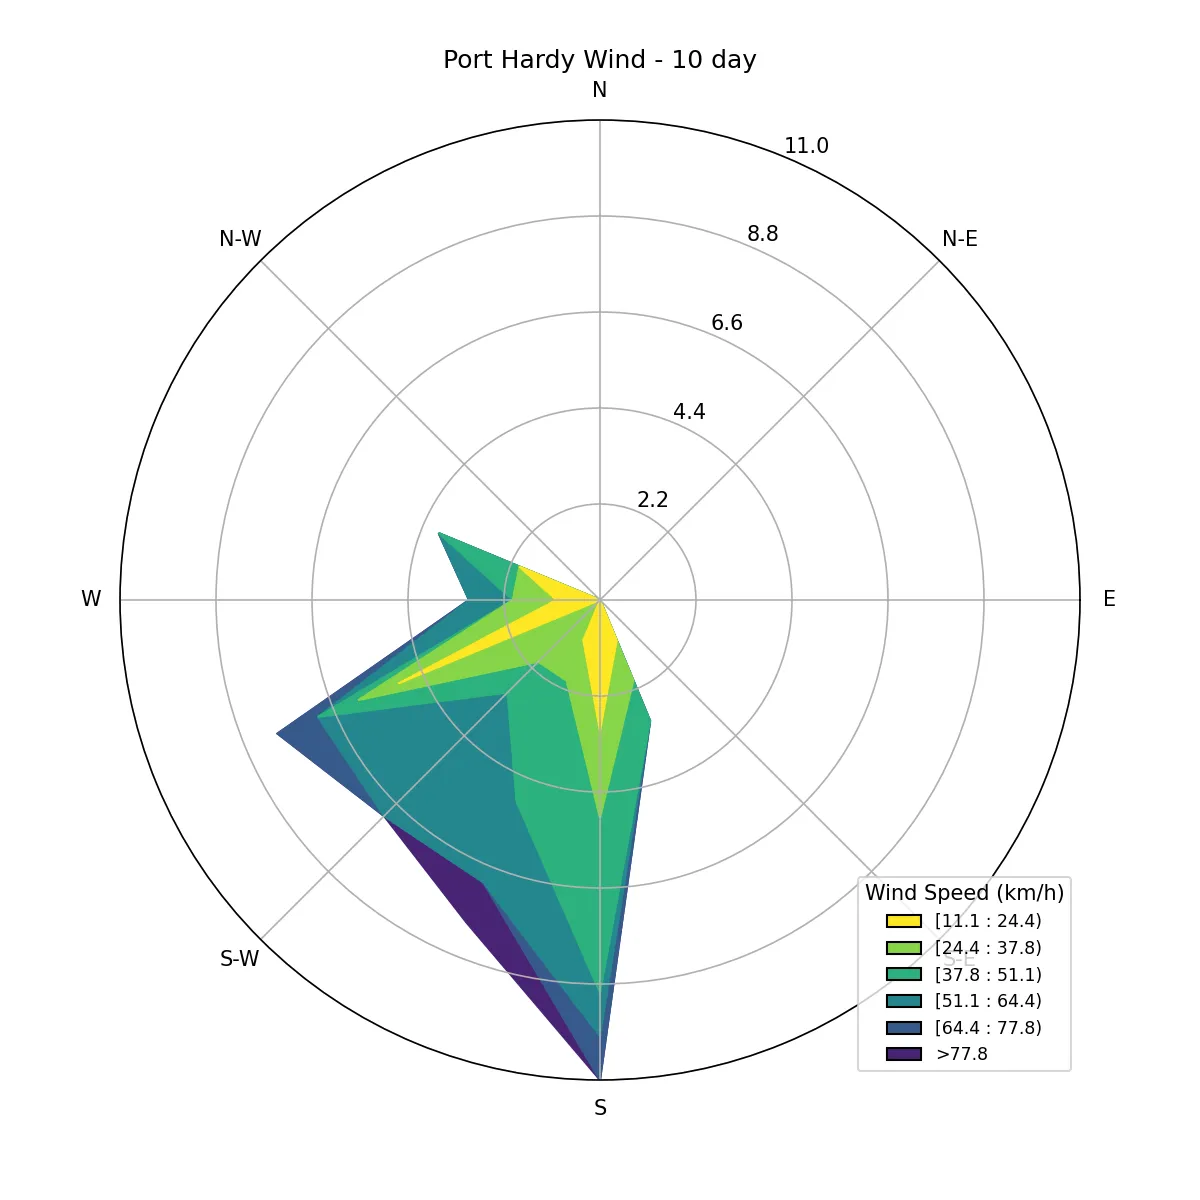 Port Hardy Wind - 10 day
N
11.0
N-W
N-E
8.8
6.6
4.4
2.2
W
E
S-W
S-E
S
Wind Speed (km/h)
[11.1 : 24.4)
[24.4 : 37.8)
[37.8 : 51.1)
[51.1 : 64.4)
[64.4 : 77.8)
>77.8